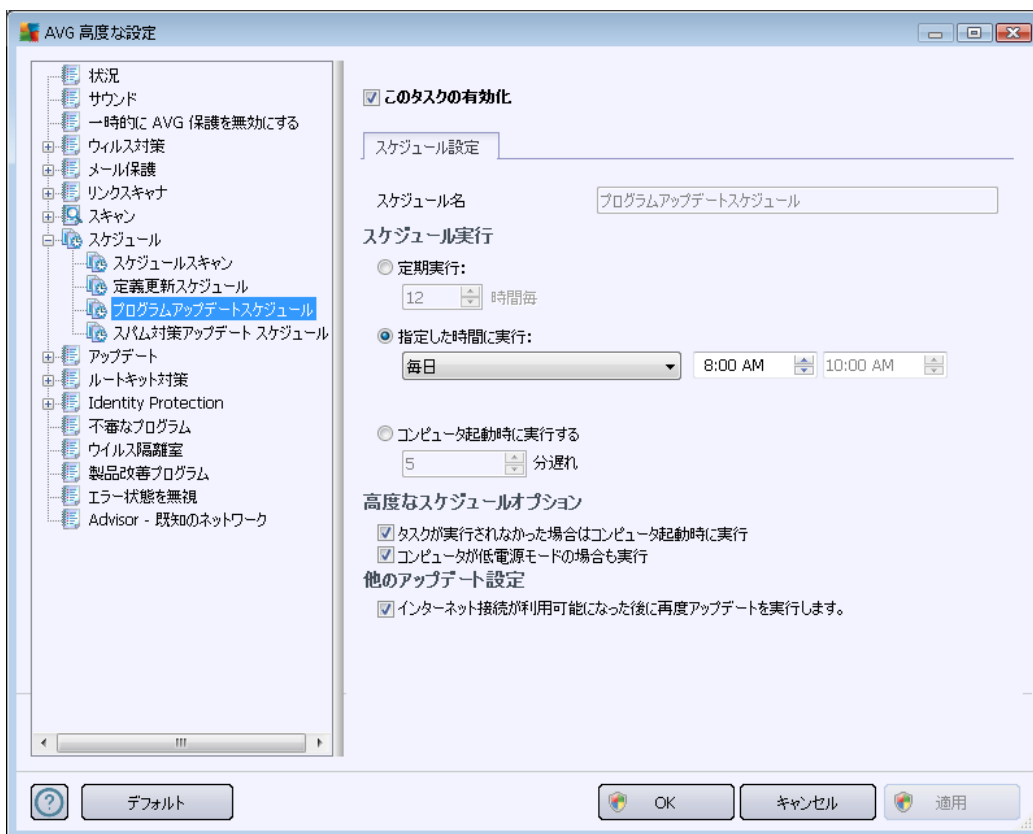 AVG 高度な設定
状況
サウンド
一時的に AVG 保護を無効にする
ウィルス対策
メール保護
リンクスキャナ
スキャン
スケジュール
スケジュールスキャン
定義更新スケジュール
プログラムアップデートスケジュール
スパム対策アップデート スケジュール
アップデート
ルートキット対策
Identity Protection
不審なプログラム
ウイルス隔離室
製品改善プログラム
エラー状態を無視
Advisor - 既知のネットワーク
このタスクの有効化
スケジュール設定
スケジュール名 プログラムアップデートスケジュール
スケジュール実行
定期実行:
12 時間毎
指定した時間に実行:
毎日 8:00 AM 10:00 AM
コンピュータ起動時に実行する
5 分遅れ
高度なスケジュールオプション
タスクが実行されなかった場合はコンピュータ起動時に実行
コンピュータが低電源モードの場合も実行
他のアップデート設定
インターネット接続が利用可能になった後に再度アップデートを実行します。
デフォルト OK キャンセル 適用